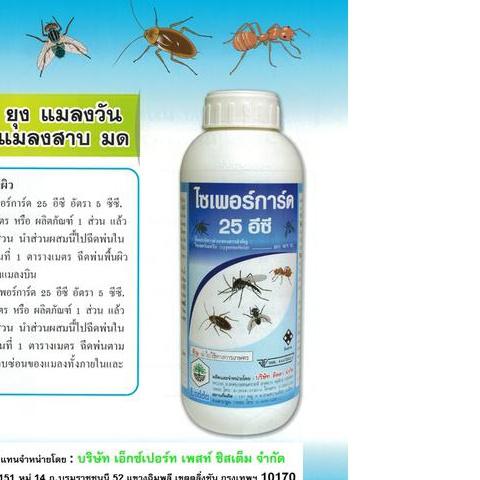 ยุง แมลงวัน
แมลงสาบ มด
ผิว
พอร์การ์ด 25 อีซี อัตรา 5 ซีซี.
ตร หรือ ผลิตภัณฑ์ 1 ส่วน แล้ว
ส่วน นำส่วนผสมนี้ไปฉีดพ่นใน
นที่ 1 ตารางเมตร ฉีดพ่นพื้นผิว
งแมลงบิน
พอร์การ์ด 25 อีซี อัตรา 5 ซีซี.
ตร หรือ ผลิตภัณฑ์ 1 ส่วน แล้ว
ส่วน นำส่วนผสมนี้ไปฉีดพ่นใน
นที่ 1 ตารางเมตร ฉีดพ่นตาม
บซ่อนของแมลงทั้งภายในและ
ไซเพอร์การ์ด
25 อีซี
แทนจำหน่ายโดย : บริษัท เอ็กซ์เปอร์ท เพสท์ ซิสเต็ม จำกัด
151 หมู่ 14 ถ.บรมราชชนนี 52 แขวงฉิมพลี เขตตลิ่งชัน กรุงเทพฯ 10170